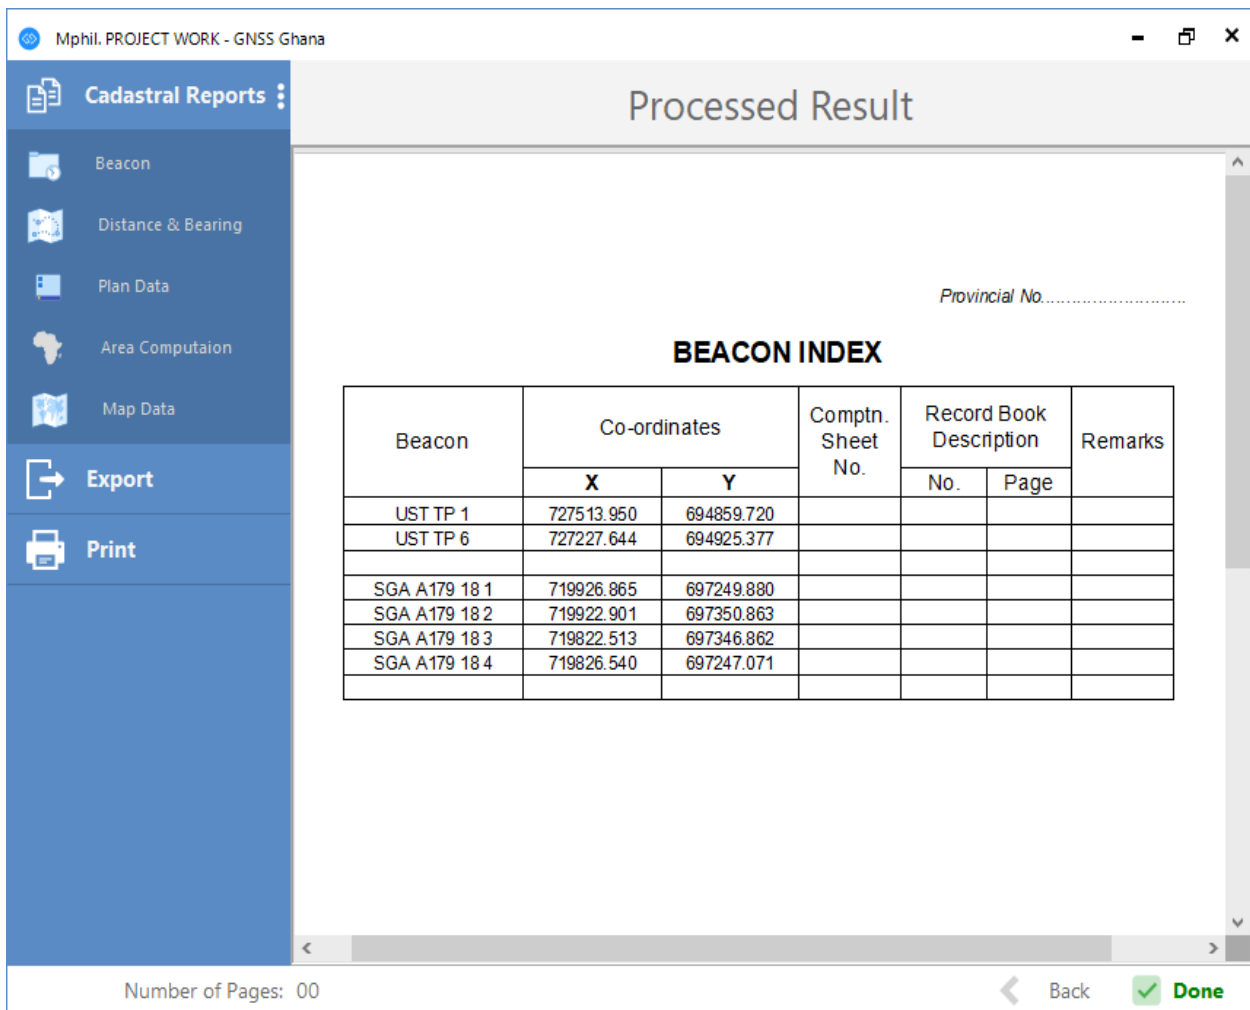 Mphil. PROJECT WORK - GNSS Ghana
Cadastral Reports
Beacon
Distance & Bearing
Plan Data
Area Computaion
Map Data
Export
Print
Processed Result
Provincial No............................
BEACON INDEX
Beacon Co-ordinates Comptn. Sheet No. Record Book Description Remarks
X Y No. Page
UST TP 1 727513.950 694859.720
UST TP 6 727227.644 694925.377
SGA A179 18 1 719926.865 697249.880
SGA A179 18 2 719922.901 697350.863
SGA A179 18 3 719822.513 697346.862
SGA A179 18 4 719826.540 697247.071
Number of Pages: 00
Back
Done